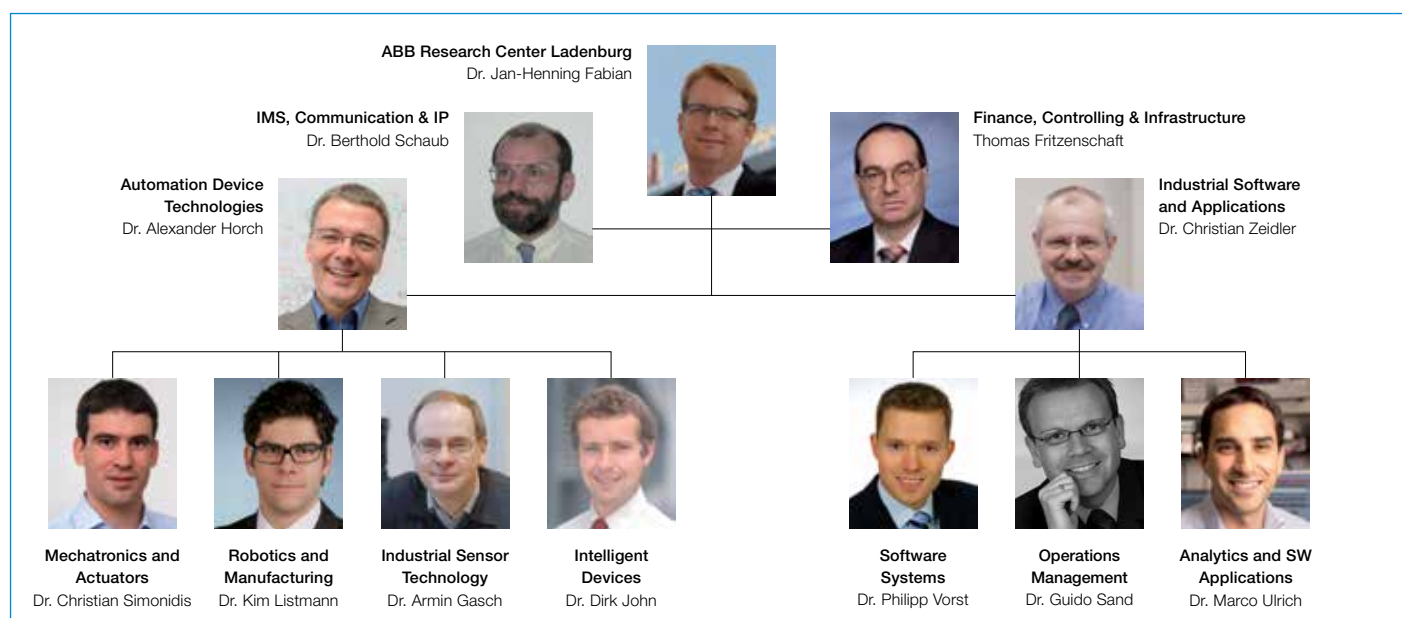 ABB Research Center Ladenburg
Dr. Jan-Henning Fabian
IMS, Communication & IP
Dr. Berthold Schaub
Finance, Controlling & Infrastructure
Thomas Fritzenschaft
Automation Device
Technologies
Dr. Alexander Horch
Industrial Software
and Applications
Dr. Christian Zeidler
Mechatronics and
Actuators
Dr. Christian Simonidis
Robotics and
Manufacturing
Dr. Kim Listmann
Industrial Sensor
Technology
Dr. Armin Gasch
Intelligent
Devices
Dr. Dirk John
Software
Systems
Dr. Philipp Vorst
Operations
Management
Dr. Guido Sand
Analytics and SW
Applications
Dr. Marco Ulrich